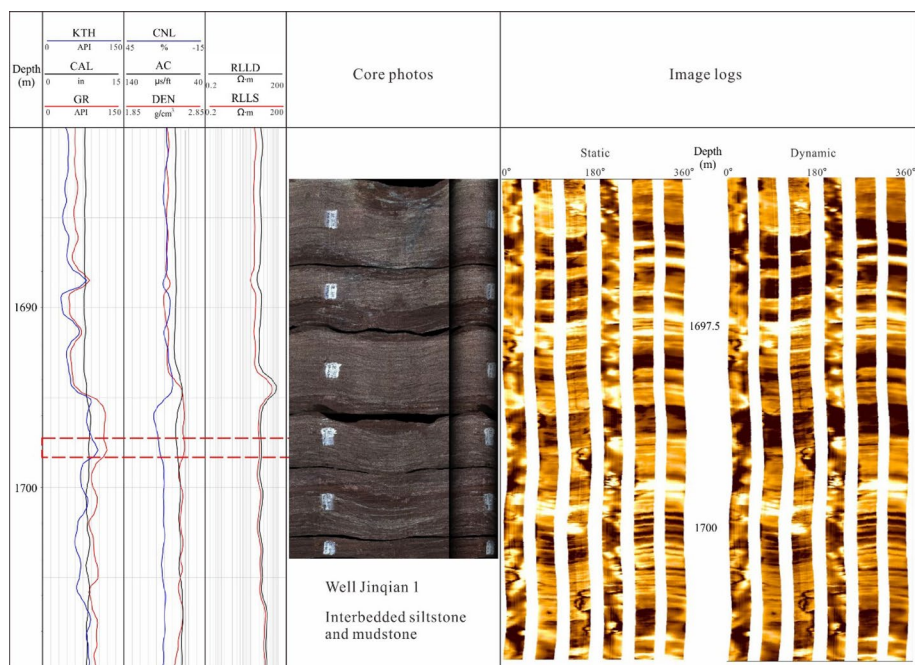 Depth
(m)
KTH
0 API 150
CAL
0 in 15
GR
0 API 150
CNL
45 % -15
AC
140 μs/ft 40
DEN
1.85 g/cm³ 2.85
RLLD
0.2 Ω·m 200
RLLS
0.2 Ω·m 200
Core photos
Image logs
Static
0° 180° 360°
Depth
(m)
Dynamic
0° 180° 360°
1690
1700
1697.5
1700
Well Jinqian 1
Interbedded siltstone
and mudstone